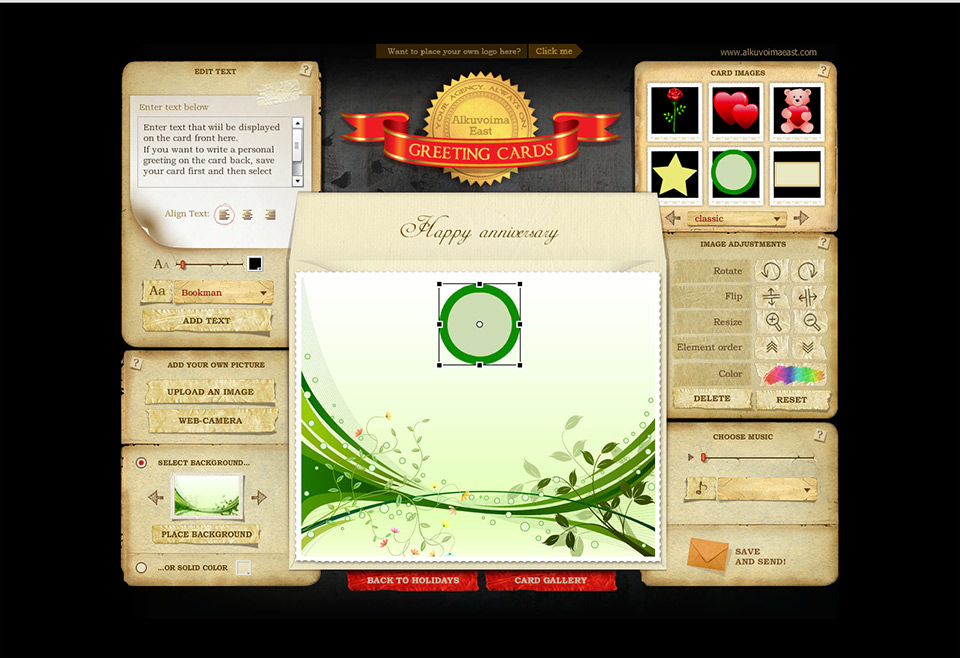 Want to place your own logo here?
Click me
www.alkuvoimaeast.com
EDIT TEXT
?
Enter text below
Enter text that will be displayed
on the card front here.
If you want to write a personal
greeting on the card back, save
your card first and then select
Align Text:
AA
Aa
Bookman
ADD TEXT
?
ADD YOUR OWN PICTURE
UPLOAD AN IMAGE
WEB-CAMERA
SELECT BACKGROUND...
PLACE BACKGROUND
...OR SOLID COLOR
YOUR AGENCY. ALWAYS ON.
Alkuvoima
East
GREETING CARDS
Happy anniversary
BACK TO HOLIDAYS
CARD GALLERY
CARD IMAGES
?
classic
IMAGE ADJUSTMENTS
?
Rotate
Flip
Resize
Element order
Color
DELETE
RESET
CHOOSE MUSIC
?
SAVE
AND SEND!